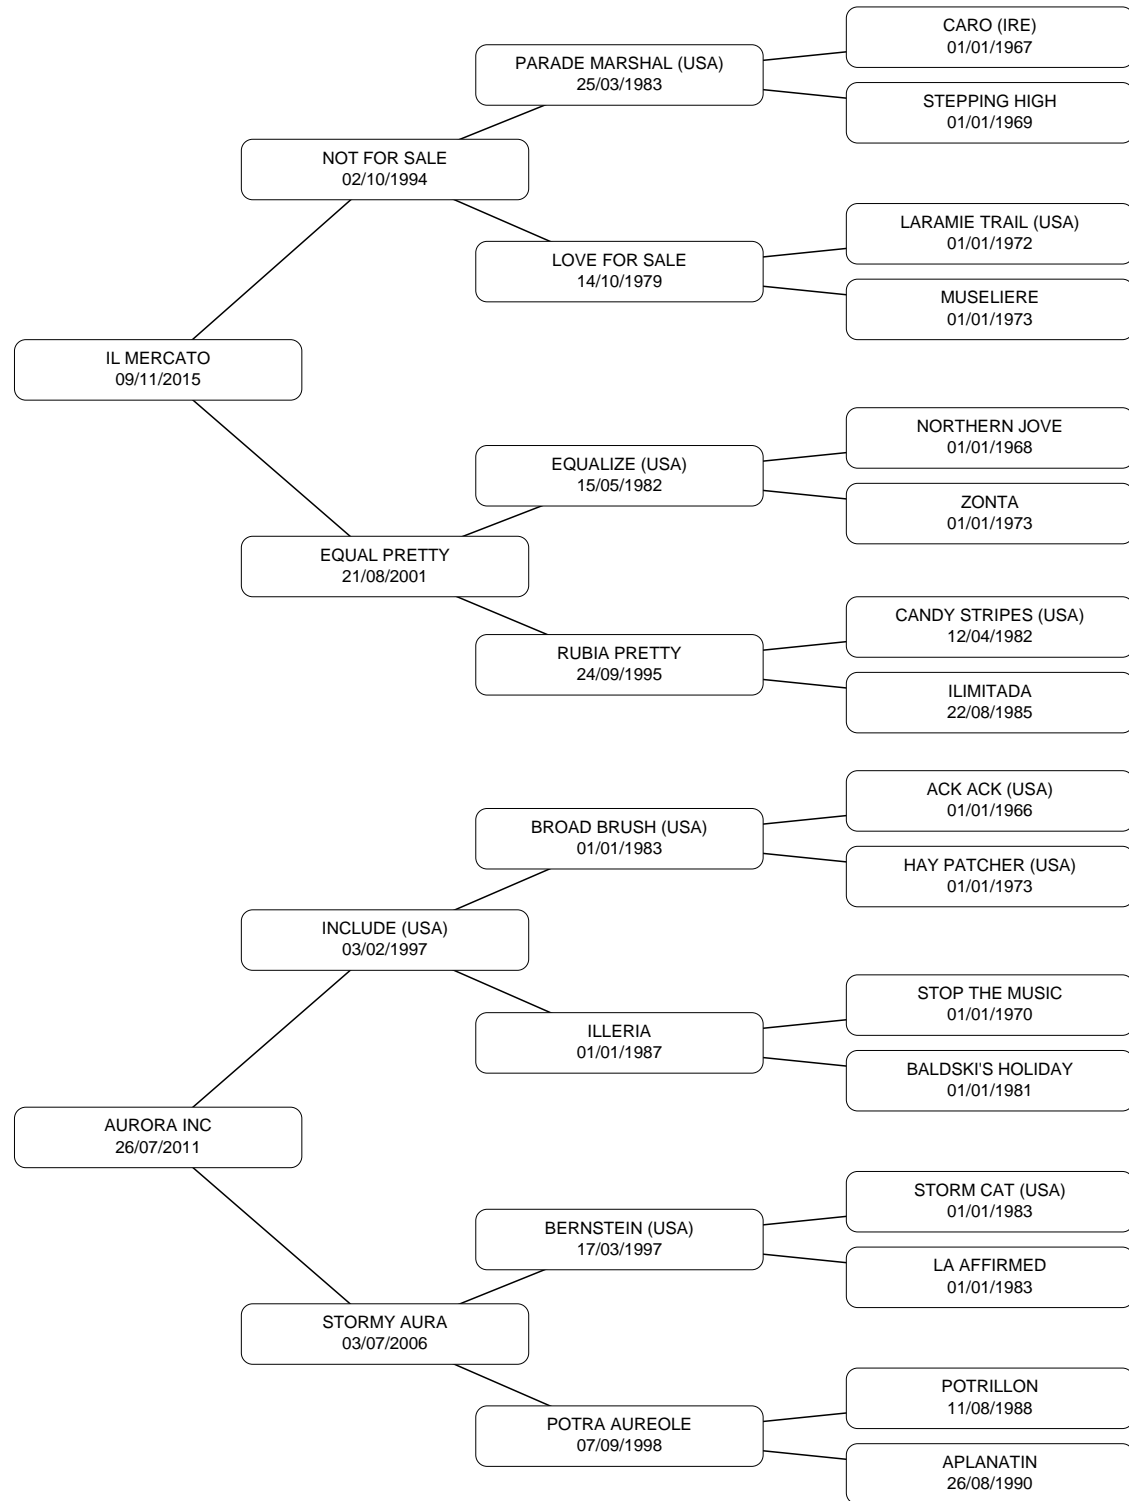 CARO (IRE)
01/01/1967
PARADE MARSHAL (USA)
25/03/1983
STEPPING HIGH
01/01/1969
NOT FOR SALE
02/10/1994
LARAMIE TRAIL (USA)
01/01/1972
LOVE FOR SALE
14/10/1979
MUSELIERE
01/01/1973
IL MERCATO
09/11/2015
NORTHERN JOVE
01/01/1968
EQUALIZE (USA)
15/05/1982
ZONTA
01/01/1973
EQUAL PRETTY
21/08/2001
CANDY STRIPES (USA)
12/04/1982
RUBIA PRETTY
24/09/1995
ILIMITADA
22/08/1985
ACK ACK (USA)
01/01/1966
BROAD BRUSH (USA)
01/01/1983
HAY PATCHER (USA)
01/01/1973
INCLUDE (USA)
03/02/1997
STOP THE MUSIC
01/01/1970
ILLERIA
01/01/1987
BALDSKI'S HOLIDAY
01/01/1981
AURORA INC
26/07/2011
STORM CAT (USA)
01/01/1983
BERNSTEIN (USA)
17/03/1997
LA AFFIRMED
01/01/1983
STORMY AURA
03/07/2006
POTRILLON
11/08/1988
POTRA AUREOLE
07/09/1998
APLANATIN
26/08/1990